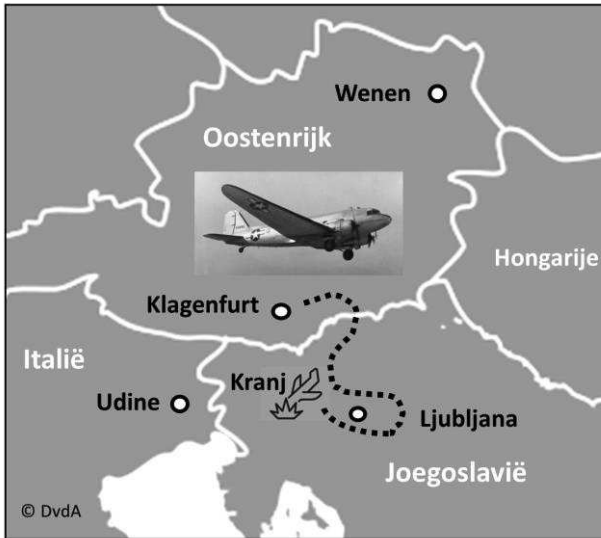 Wenen
Oostenrijk
Hongarije
Klagenfurt
Italië
Kranj
Udine
Ljubljana
Joegoslavië
© DvdA